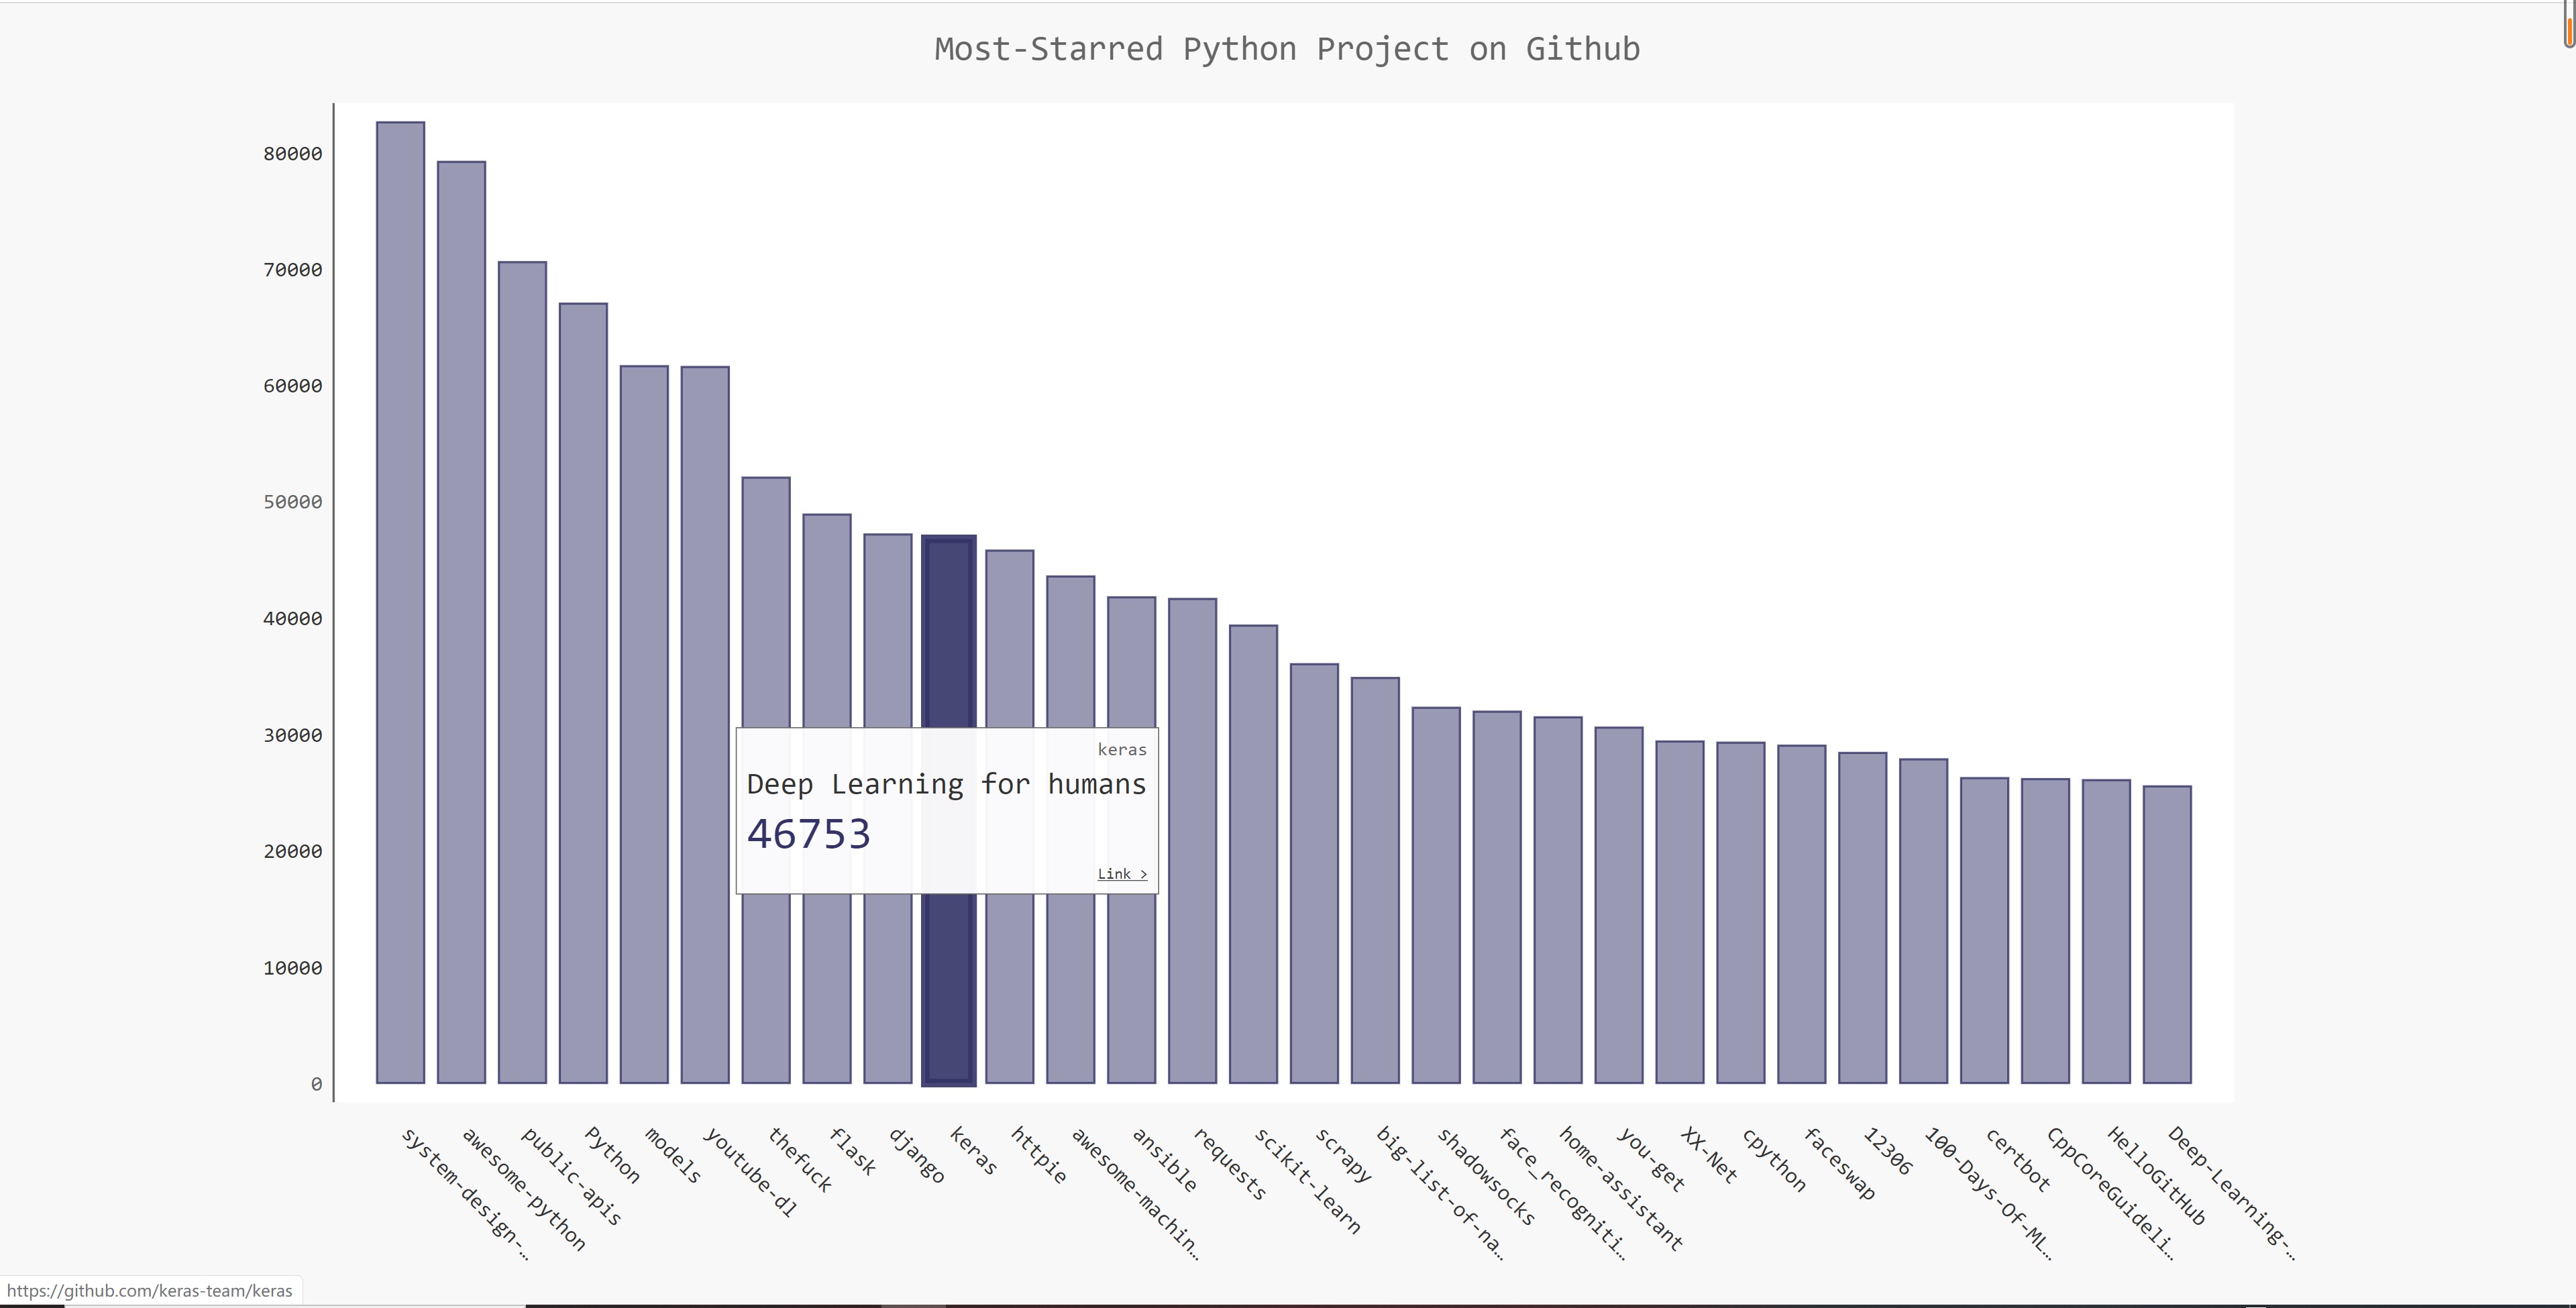 Most-Starred Python Project on Github
80000
70000
60000
50000
40000
30000
20000
10000
0
keras
Deep Learning for humans
46753
Link >
system-design-…
awesome-python
public-apis
Python
models
youtube-dl
thefuck
flask
django
keras
httpie
awesome-machin…
ansible
requests
scikit-learn
scrapy
big-list-of-na…
shadowsocks
face_recogniti…
home-assistant
you-get
XX-Net
cpython
faceswap
12306
100-Days-Of-ML…
certbot
CppCoreGuideli…
HelloGitHub
Deep-Learning-…
https://github.com/keras-team/keras